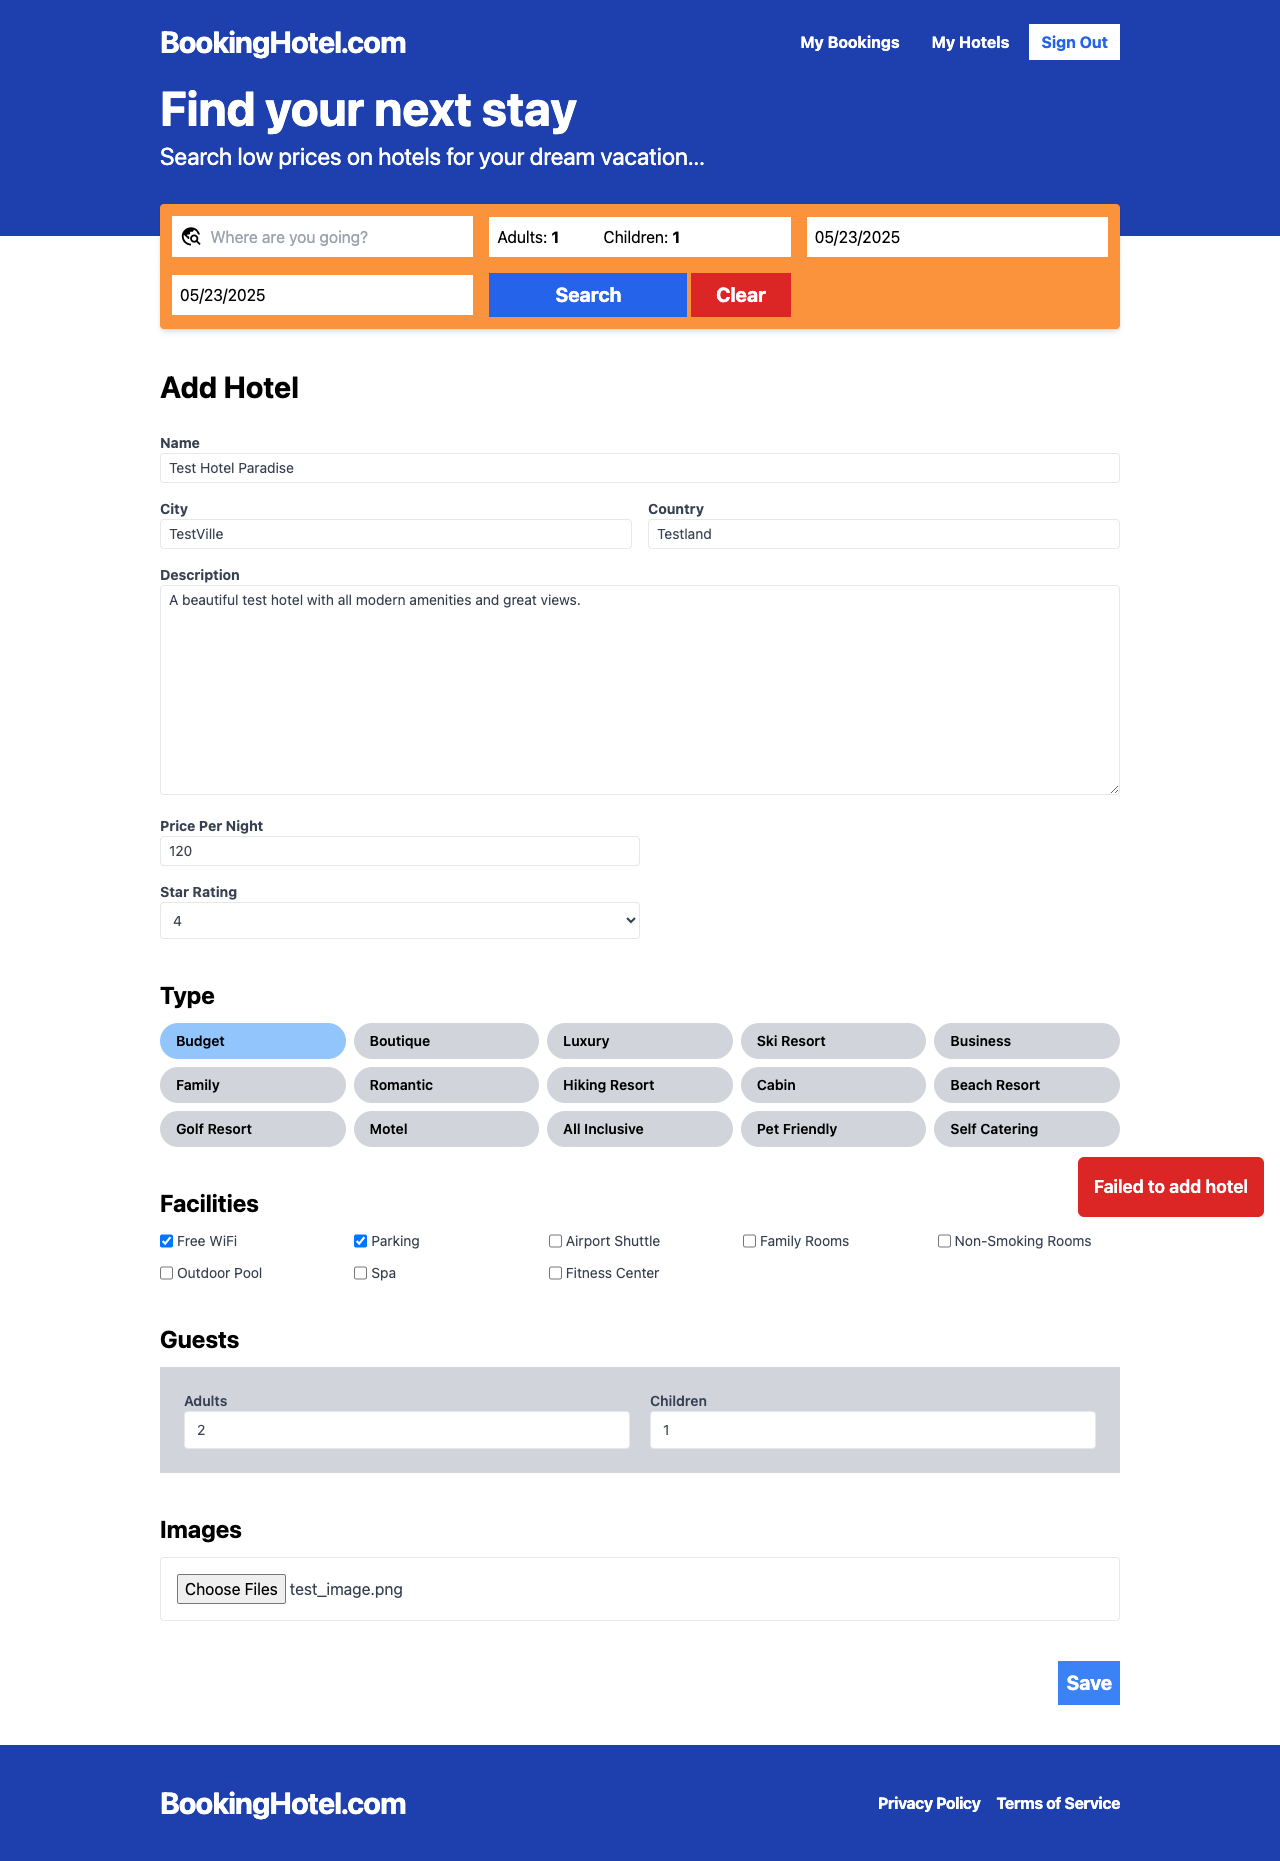 BookingHotel.com
My Bookings
My Hotels
Sign Out
Find your next stay
Search low prices on hotels for your dream vacation...
Where are you going?
Adults: 1
Children: 1
05/23/2025
05/23/2025
Search
Clear
Add Hotel
Name
Test Hotel Paradise
City
Country
TestVille
Testland
Description
A beautiful test hotel with all modern amenities and great views.
Price Per Night
120
Star Rating
4
Type
Budget
Boutique
Luxury
Ski Resort
Business
Family
Romantic
Hiking Resort
Cabin
Beach Resort
Golf Resort
Motel
All Inclusive
Pet Friendly
Self Catering
Failed to add hotel
Facilities
Free WiFi
Parking
Airport Shuttle
Family Rooms
Non-Smoking Rooms
Outdoor Pool
Spa
Fitness Center
Guests
Adults
Children
2
1
Images
Choose Files test_image.png
Save
BookingHotel.com
Privacy Policy
Terms of Service